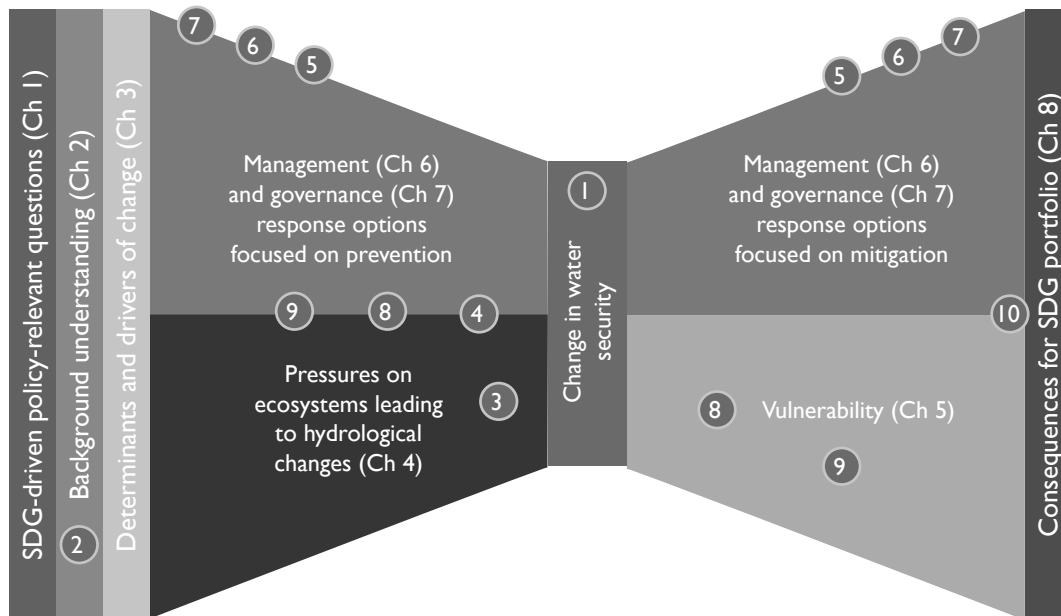 SDG-driven policy-relevant questions (Ch 1)
Background understanding (Ch 2)
2
Determinants and drivers of change (Ch 3)
7
6
5
Management (Ch 6)
and governance (Ch 7)
response options
focused on prevention
9
8
4
Pressures on
ecosystems leading
to hydrological
changes (Ch 4)
3
1
Change in water
security
5
6
7
Management (Ch 6)
and governance (Ch 7)
response options
focused on mitigation
10
8
Vulnerability (Ch 5)
9
Consequences for SDG portfolio (Ch 8)